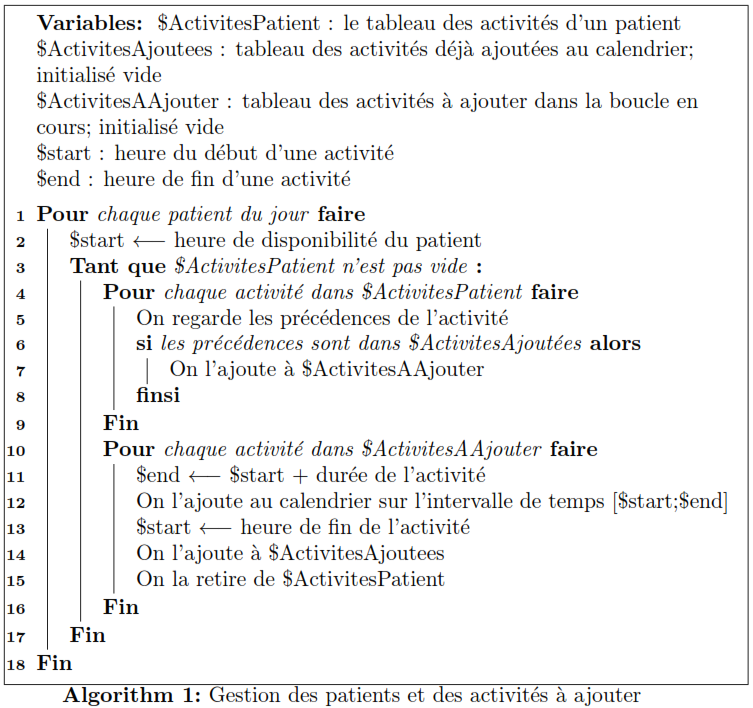 Variables: $ActivitesPatient : le tableau des activités d'un patient
$ActivitesAjoutees : tableau des activités déjà ajoutées au calendrier;
initialisé vide
$ActivitesAAjouter : tableau des activités à ajouter dans la boucle en
cours; initialisé vide
$start : heure du début d'une activité
$end : heure de fin d'une activité
1 Pour chaque patient du jour faire
2 $start ⟵ heure de disponibilité du patient
3 Tant que $ActivitesPatient n'est pas vide :
4 Pour chaque activité dans $ActivitesPatient faire
5 On regarde les précédences de l'activité
6 si les précédences sont dans $ActivitesAjoutées alors
7 On l'ajoute à $ActivitesAAjouter
8 finsi
9 Fin
10 Pour chaque activité dans $ActivitesAAjouter faire
11 $end ⟵ $start + durée de l'activité
12 On l'ajoute au calendrier sur l'intervalle de temps [$start;$end]
13 $start ⟵ heure de fin de l'activité
14 On l'ajoute à $ActivitesAjoutees
15 On la retire de $ActivitesPatient
16 Fin
17 Fin
18 Fin
Algorithm 1: Gestion des patients et des activités à ajouter